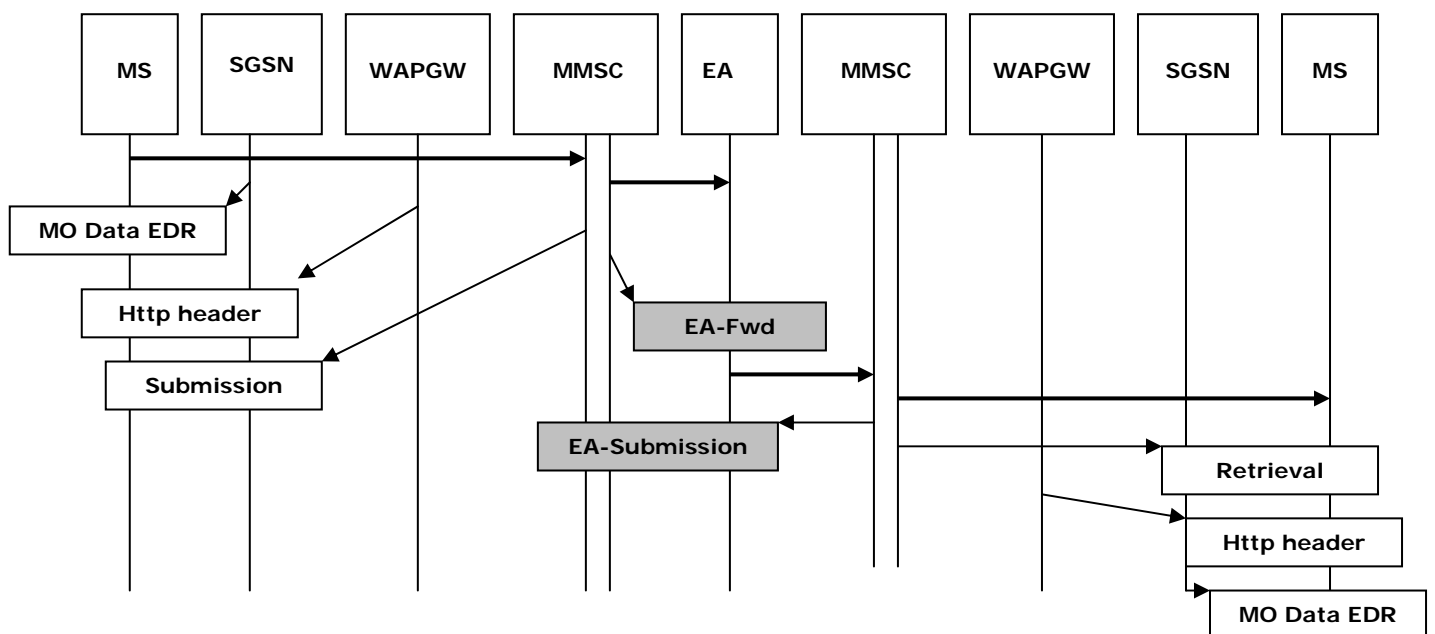 MS
SGSN
WAPGW
MMSC
EA
MMSC
WAPGW
SGSN
MS
MO Data EDR
Http header
EA-Fwd
Submission
EA-Submission
Retrieval
Http header
MO Data EDR